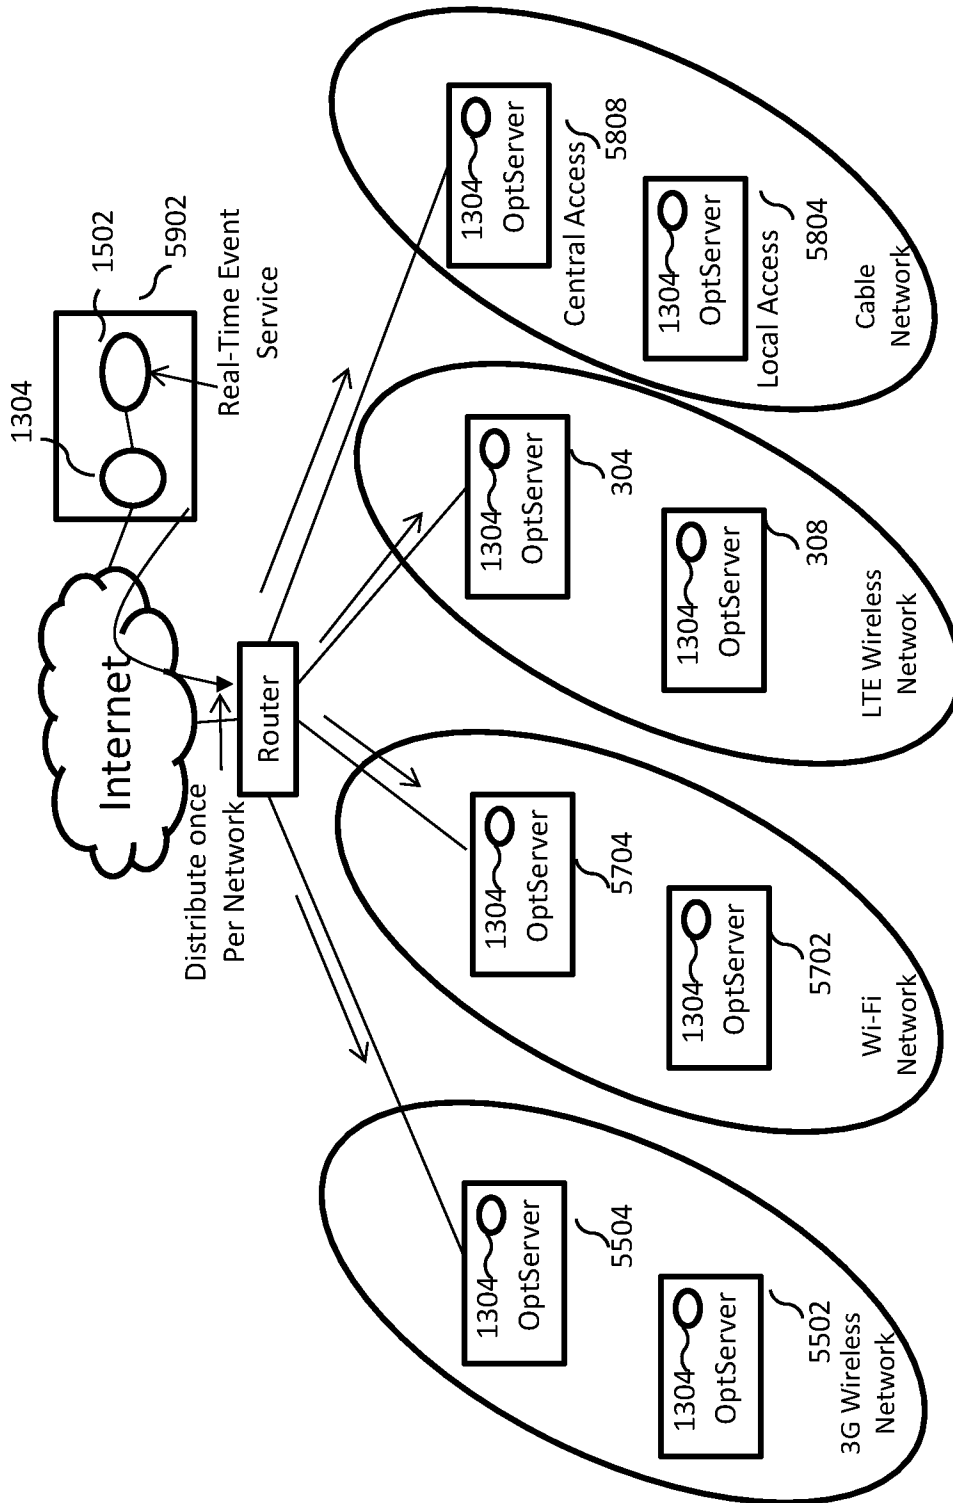 1304
1502
5902
Real-Time Event
Service
Internet
Distribute once
Per Network
Router
1304
OptServer
5504
1304
OptServer
5502
3G Wireless
Network
1304
OptServer
5704
1304
OptServer
5702
Wi-Fi
Network
1304
OptServer
304
1304
OptServer
308
LTE Wireless
Network
1304
OptServer
Central Access
5808
1304
OptServer
Local Access
5804
Cable
Network